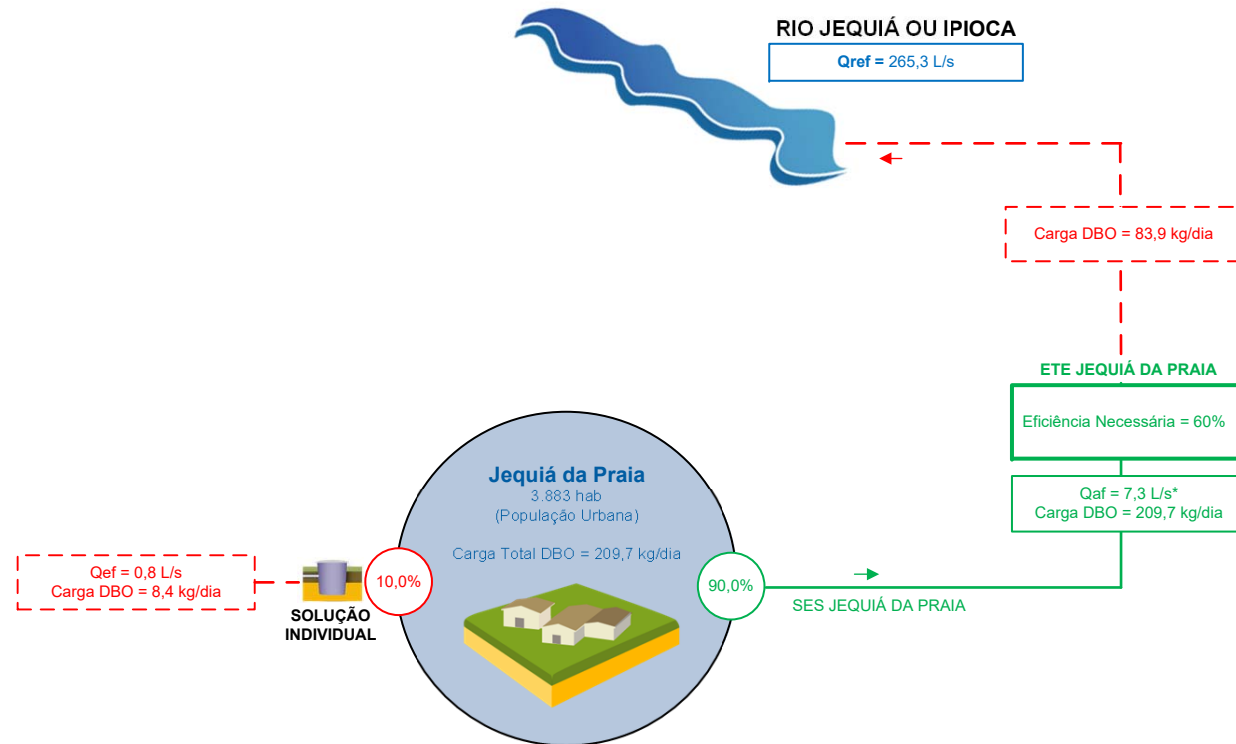 RIO JEQUIÁ OU IPIOCA
Qref = 265,3 L/s
Carga DBO = 83,9 kg/dia
ETE JEQUIÁ DA PRAIA
Eficiência Necessária = 60%
Qaf = 7,3 L/s*
Carga DBO = 209,7 kg/dia
Jequiá da Praia
3.883 hab
(População Urbana)
Carga Total DBO = 209,7 kg/dia
Qef = 0,8 L/s
Carga DBO = 8,4 kg/dia
SOLUÇÃO
INDIVIDUAL
10,0%
90,0%
SES JEQUIÁ DA PRAIA